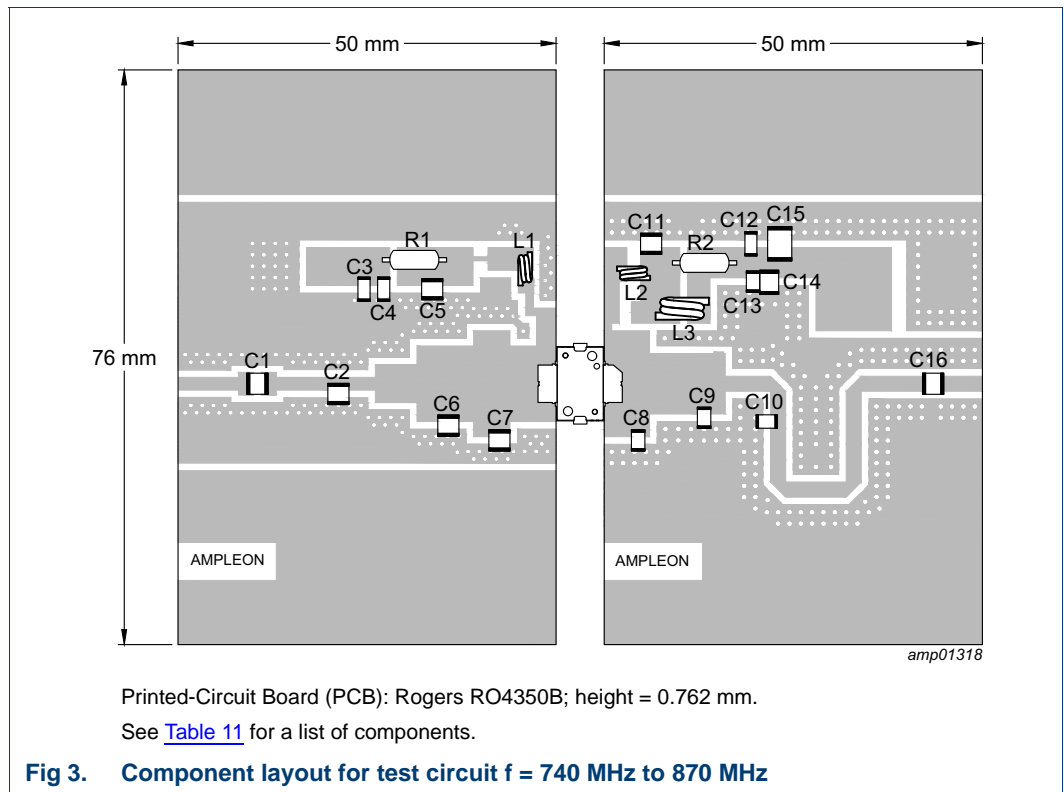 50 mm
50 mm
76 mm
C1
C2
C3
C4
C5
C6
C7
R1
L1
C11
C12
C15
R2
L2
L3
C13
C14
C16
C8
C9
C10
AMPLEON
AMPLEON
amp01318
Printed-Circuit Board (PCB): Rogers RO4350B; height = 0.762 mm.
See Table 11 for a list of components.
Fig 3. Component layout for test circuit f = 740 MHz to 870 MHz